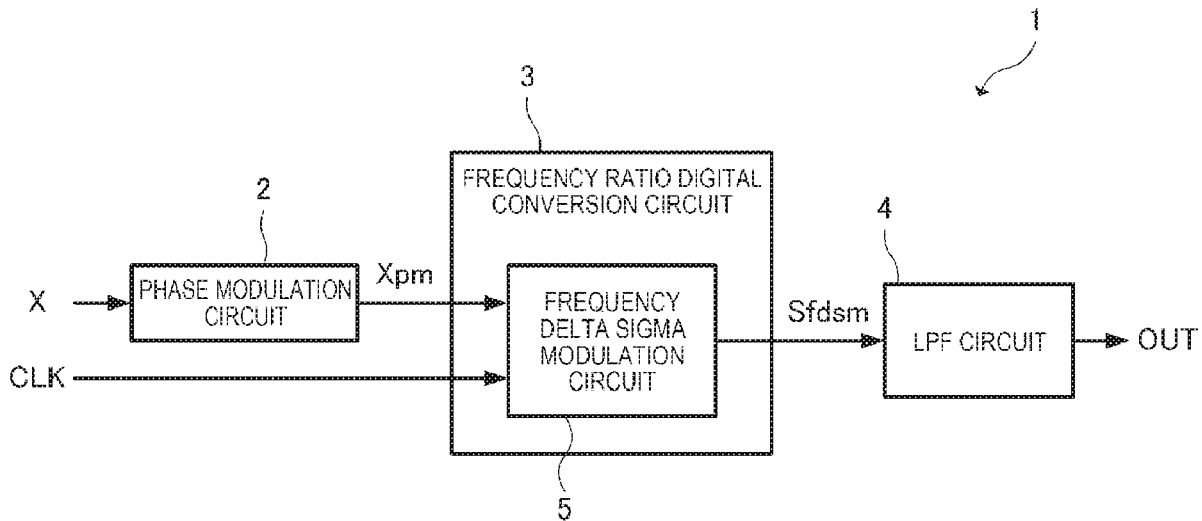 1
3
FREQUENCY RATIO DIGITAL
CONVERSION CIRCUIT
2
4
PHASE MODULATION
CIRCUIT
X
Xpm
FREQUENCY
DELTA SIGMA
MODULATION
CIRCUIT
Sfdsm
LPF CIRCUIT
OUT
CLK
5